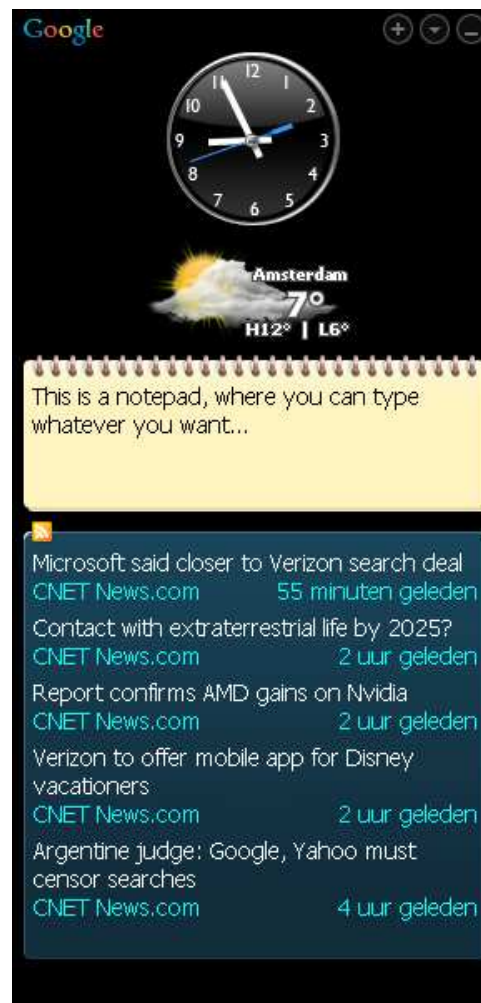 Google
12
11
1
10
2
9
3
8
4
7
5
6
Amsterdam
7°
H12° | L6°
This is a notepad, where you can type
whatever you want...
Microsoft said closer to Verizon search deal
CNET News.com 55 minuten geleden
Contact with extraterrestrial life by 2025?
CNET News.com 2 uur geleden
Report confirms AMD gains on Nvidia
CNET News.com 2 uur geleden
Verizon to offer mobile app for Disney
vacationers
CNET News.com 2 uur geleden
Argentine judge: Google, Yahoo must
censor searches
CNET News.com 4 uur geleden